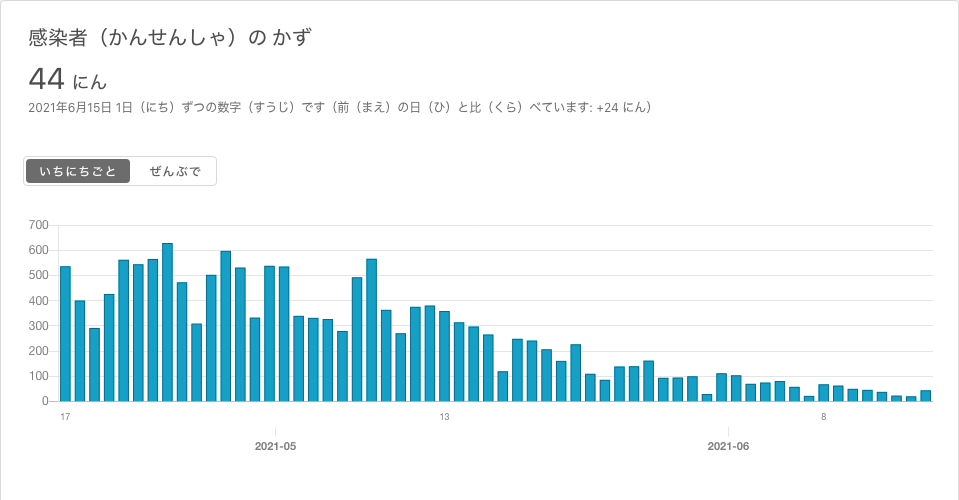 感染者（かんせんしゃ）の かず
44 にん
2021年6月15日 1日（にち）ずつの数字（すうじ）です（前（まえ）の日（ひ）と比（くら）べています: +24 にん）
いちにちごと ぜんぶで
700
600
500
400
300
200
100
0
17 13 8
2021-05 2021-06